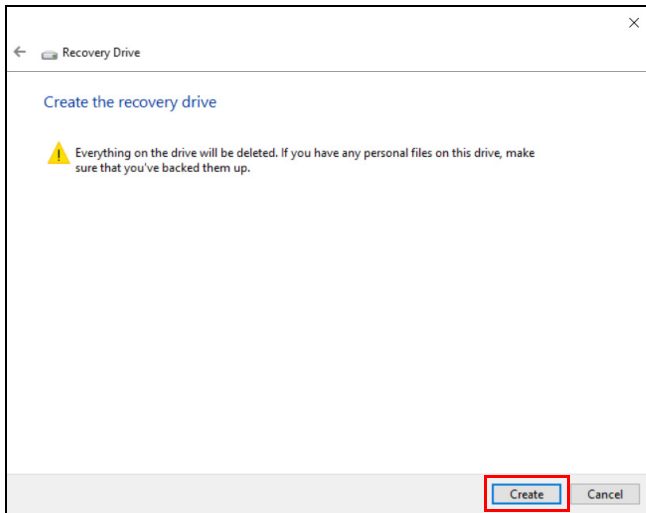 Recovery Drive
Create the recovery drive
Everything on the drive will be deleted. If you have any personal files on this drive, make
sure that you've backed them up.
Create Cancel